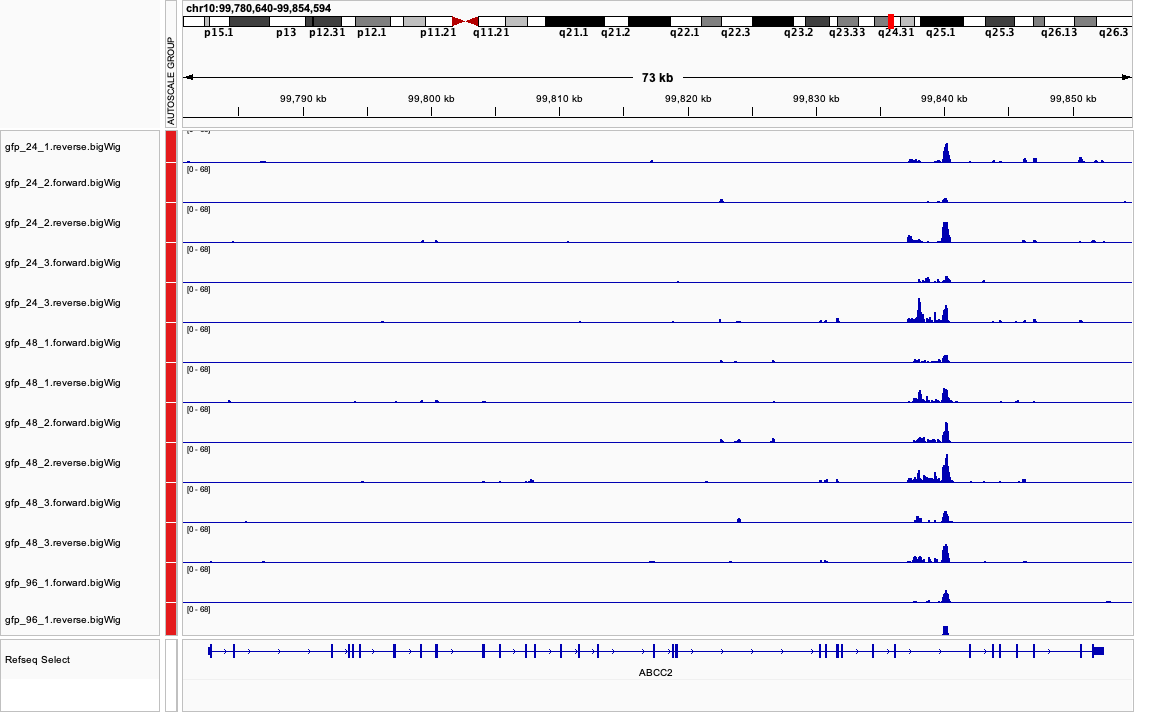 chr10:99,780,640-99,854,594
AUTOSCALE GROUP
p15.1 p13 p12.31 p12.1 p11.21 q11.21 q21.1 q21.2 q22.1 q22.3 q23.2 q23.33 q24.31 q25.1 q25.3 q26.13 q26.3
73 kb
99,790 kb 99,800 kb 99,810 kb 99,820 kb 99,830 kb 99,840 kb 99,850 kb
gfp_24_1.reverse.bigWig
[0 - 68]
gfp_24_2.forward.bigWig
[0 - 68]
gfp_24_2.reverse.bigWig
[0 - 68]
gfp_24_3.forward.bigWig
[0 - 68]
gfp_24_3.reverse.bigWig
[0 - 68]
gfp_48_1.forward.bigWig
[0 - 68]
gfp_48_1.reverse.bigWig
[0 - 68]
gfp_48_2.forward.bigWig
[0 - 68]
gfp_48_2.reverse.bigWig
[0 - 68]
gfp_48_3.forward.bigWig
[0 - 68]
gfp_48_3.reverse.bigWig
[0 - 68]
gfp_96_1.forward.bigWig
[0 - 68]
gfp_96_1.reverse.bigWig
Refseq Select
ABCC2